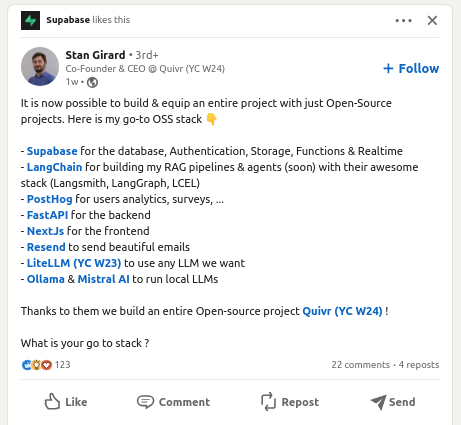 Supabase likes this
Stan Girard • 3rd+
Co-Founder & CEO @ Quivr (YC W24)
1w •
+ Follow
It is now possible to build & equip an entire project with just Open-Source
projects. Here is my go-to OSS stack 👇
- Supabase for the database, Authentication, Storage, Functions & Realtime
- LangChain for building my RAG pipelines & agents (soon) with their awesome
stack (Langsmith, LangGraph, LCEL)
- PostHog for users analytics, surveys, ...
- FastAPI for the backend
- NextJs for the frontend
- Resend to send beautiful emails
- LiteLLM (YC W23) to use any LLM we want
- Ollama & Mistral AI to run local LLMs
Thanks to them we build an entire Open-source project Quivr (YC W24) !
What is your go to stack ?
123
22 comments • 4 reposts
Like
Comment
Repost
Send